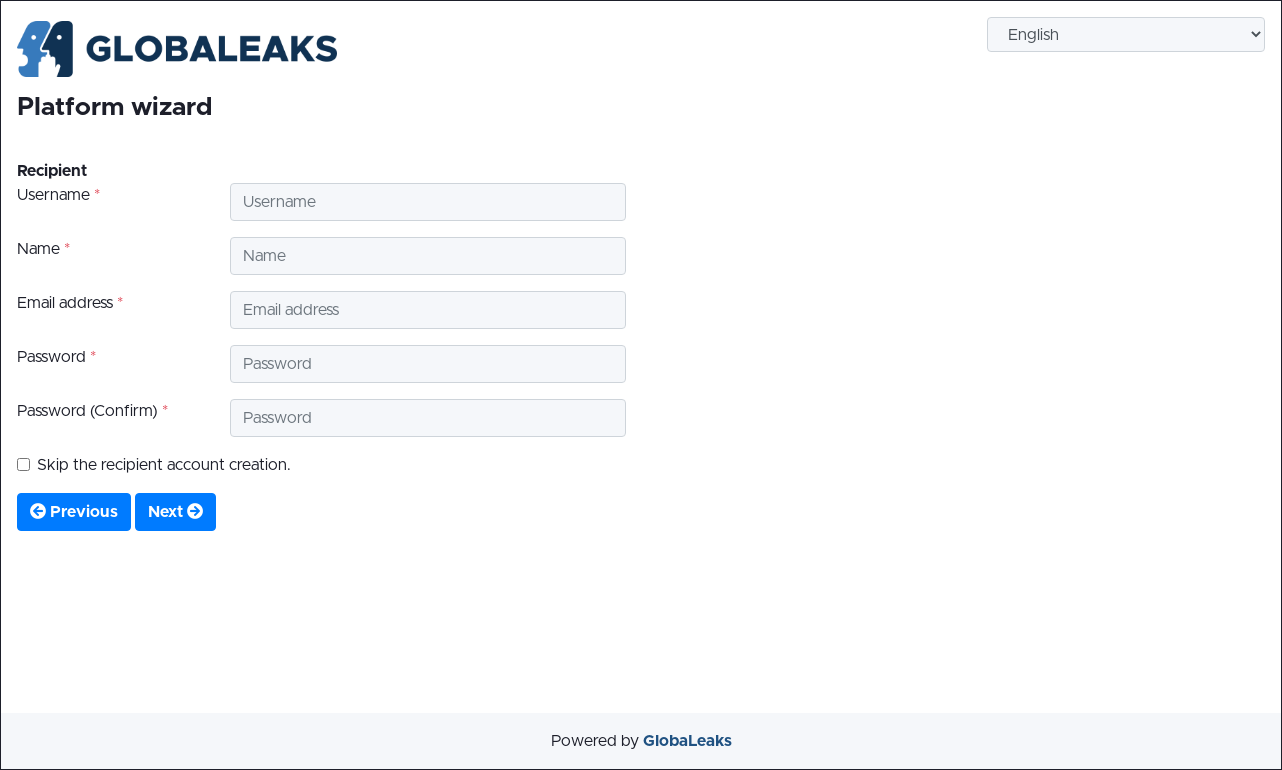 GLOBALEAKS
English
Platform wizard
Recipient
Username *
Username
Name *
Name
Email address *
Email address
Password *
Password
Password (Confirm) *
Password
Skip the recipient account creation.
Previous
Next
Powered by GlobaLeaks